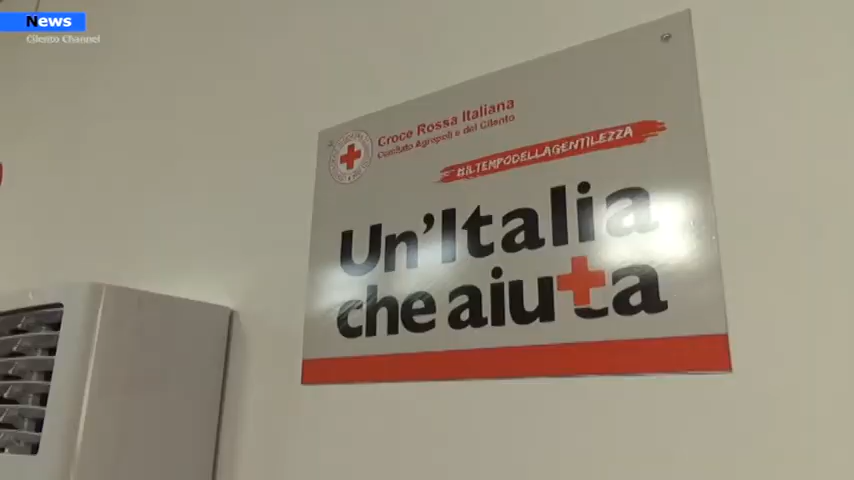 News
Cilento Channel
Croce Rossa Italiana
Comitato Agropoli e del Cilento
#ILTEMPODELLAGENTILEZZA
Un'Italia
che aiuta